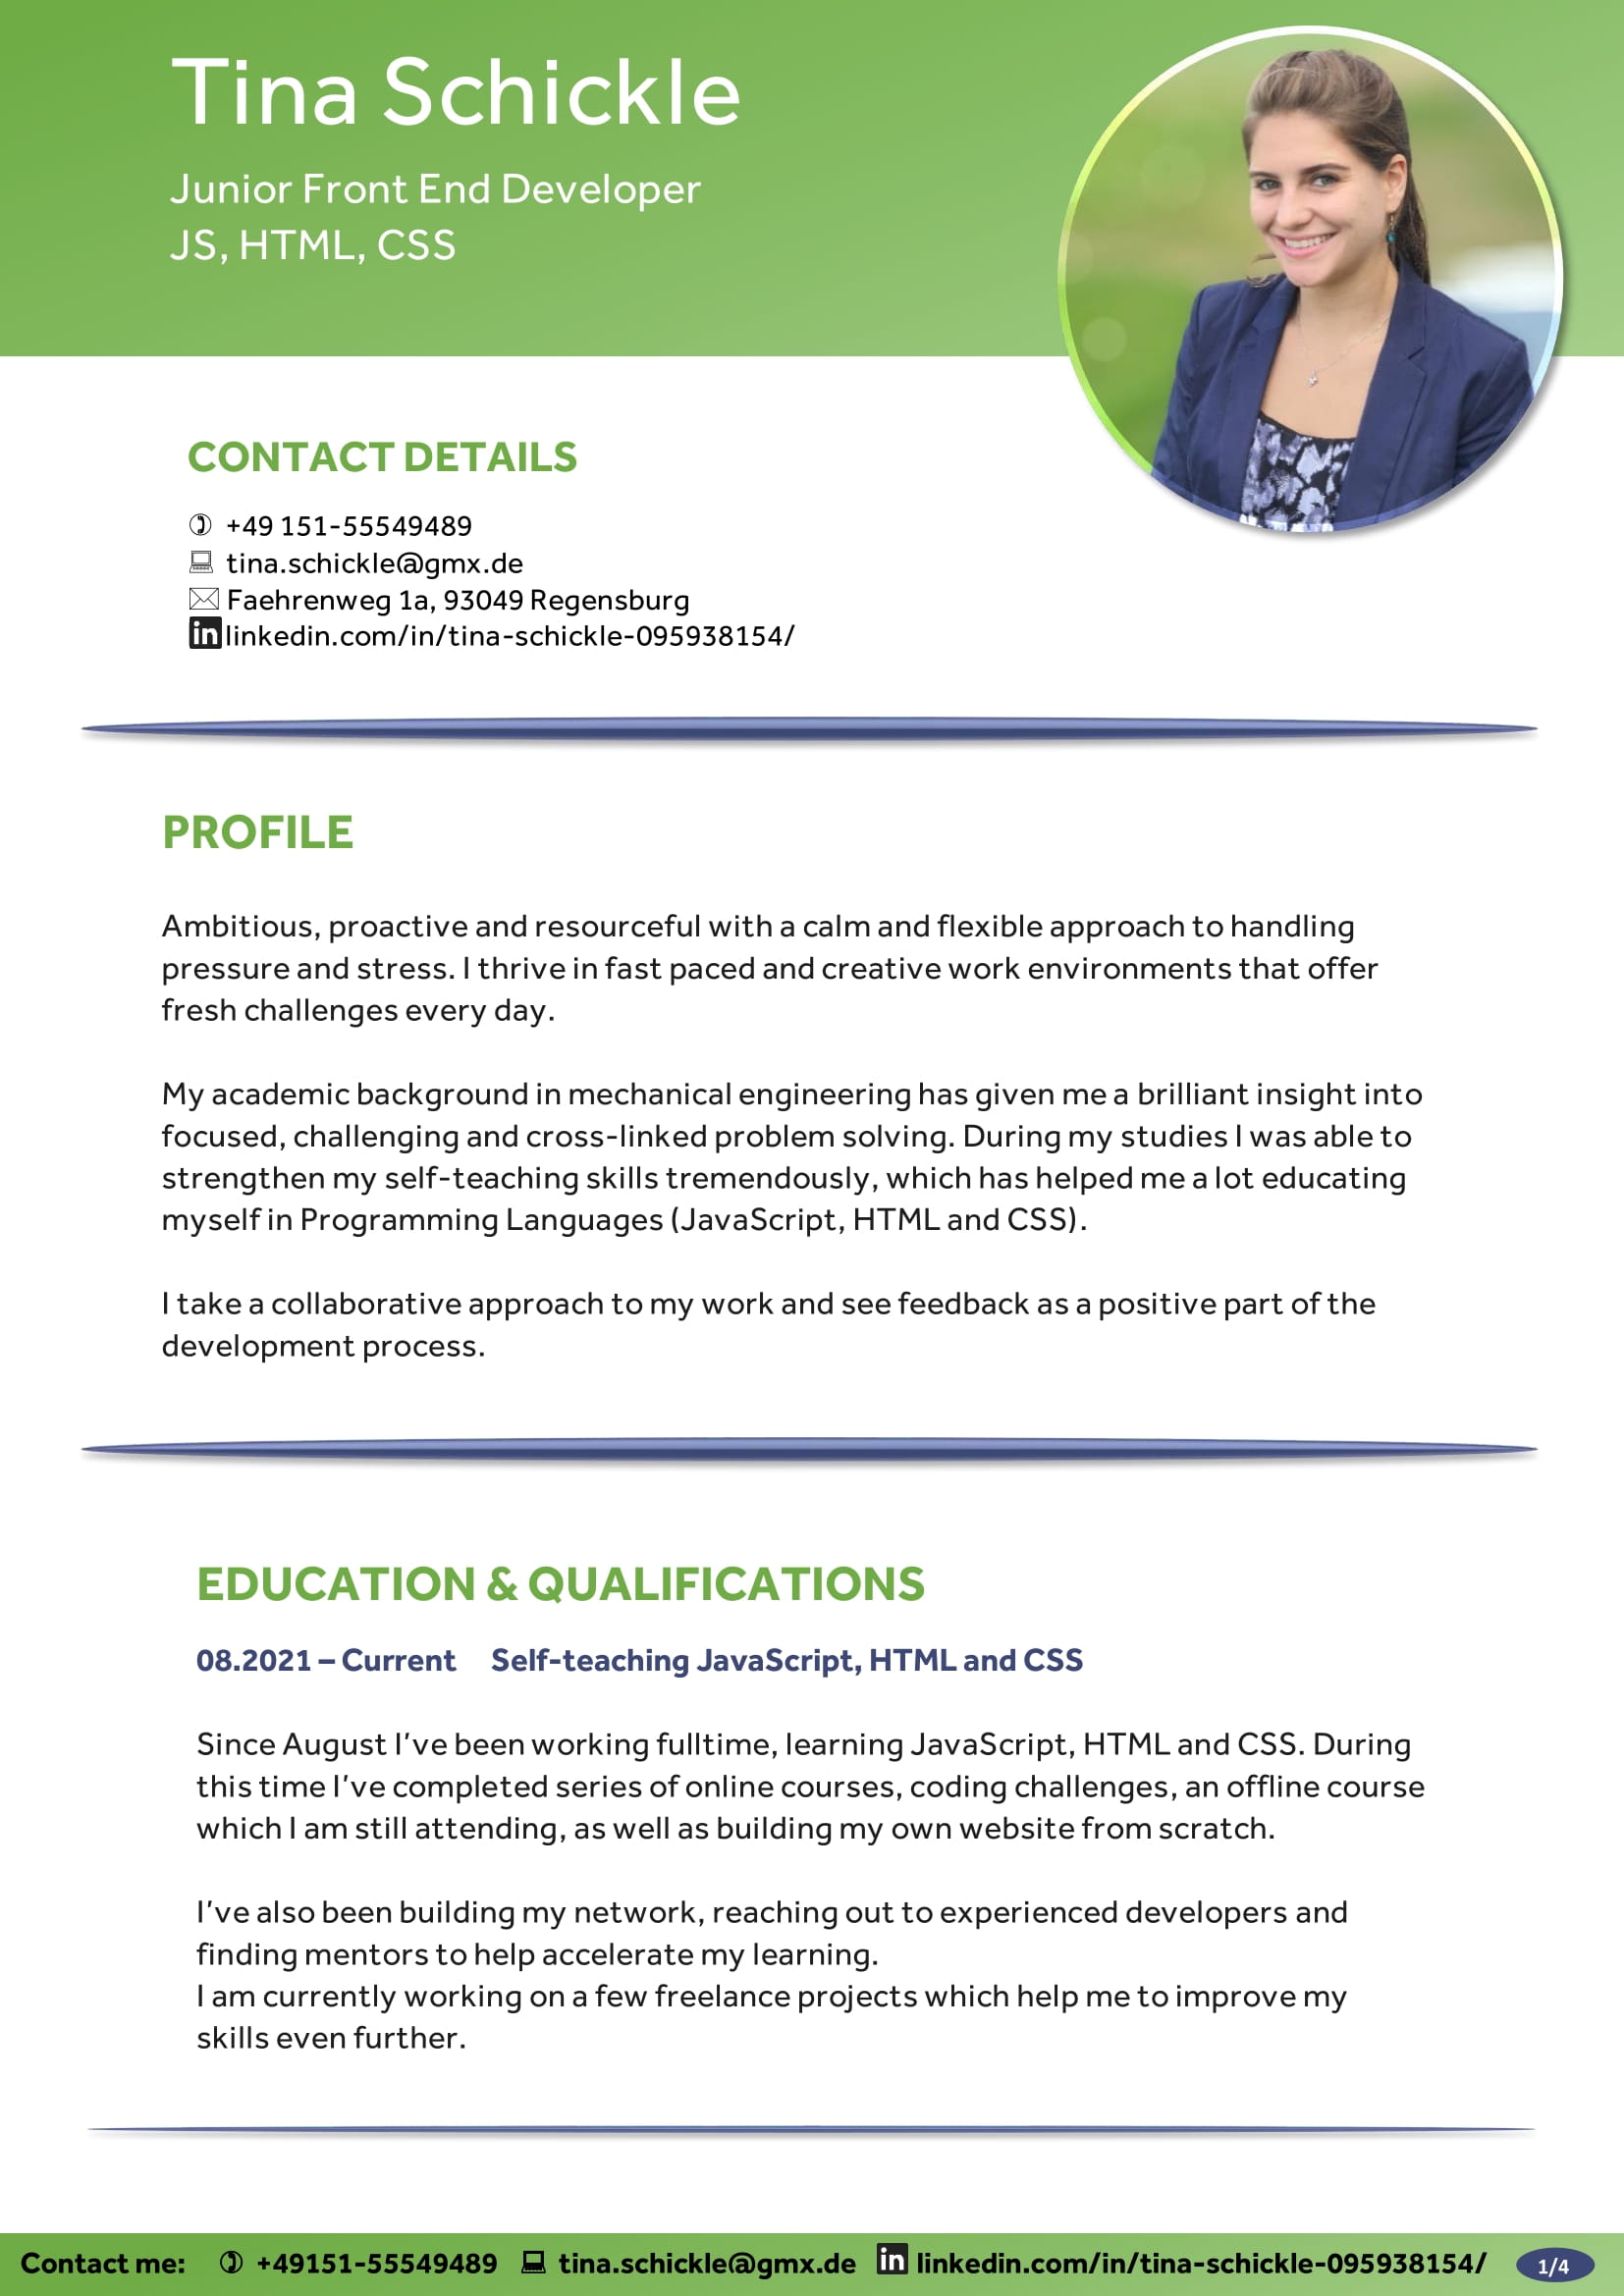 Tina Schickle
Junior Front End Developer
JS, HTML, CSS
CONTACT DETAILS
+49 151-55549489
tina.schickle@gmx.de
Faehrenweg 1a, 93049 Regensburg
in linkedin.com/in/tina-schickle-095938154/
PROFILE
Ambitious, proactive and resourceful with a calm and flexible approach to handling
pressure and stress. I thrive in fast paced and creative work environments that offer
fresh challenges every day.
My academic background in mechanical engineering has given me a brilliant insight into
focused, challenging and cross-linked problem solving. During my studies I was able to
strengthen my self-teaching skills tremendously, which has helped me a lot educating
myself in Programming Languages (JavaScript, HTML and CSS).
I take a collaborative approach to my work and see feedback as a positive part of the
development process.
EDUCATION & QUALIFICATIONS
08.2021 – Current Self-teaching JavaScript, HTML and CSS
Since August I've been working fulltime, learning JavaScript, HTML and CSS. During
this time I've completed series of online courses, coding challenges, an offline course
which I am still attending, as well as building my own website from scratch.
I've also been building my network, reaching out to experienced developers and
finding mentors to help accelerate my learning.
I am currently working on a few freelance projects which help me to improve my
skills even further.
Contact me: +49151-55549489 tina.schickle@gmx.de in linkedin.com/in/tina-schickle-095938154/ 1/4